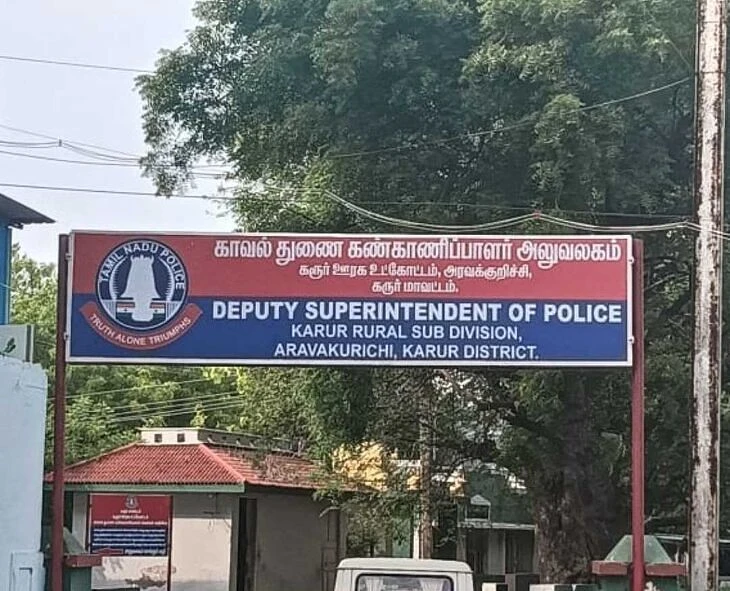 TAMIL NADU POLICE
TRUTH ALONE TRIUMPHS
காவல் துணை கண்காணிப்பாளர் அலுவலகம்
கரூர் ஊரக உட்கோட்டம், அரவக்குறிச்சி,
கரூர் மாவட்டம்.
DEPUTY SUPERINTENDENT OF POLICE
KARUR RURAL SUB DIVISION,
ARAVAKURICHI, KARUR DISTRICT.